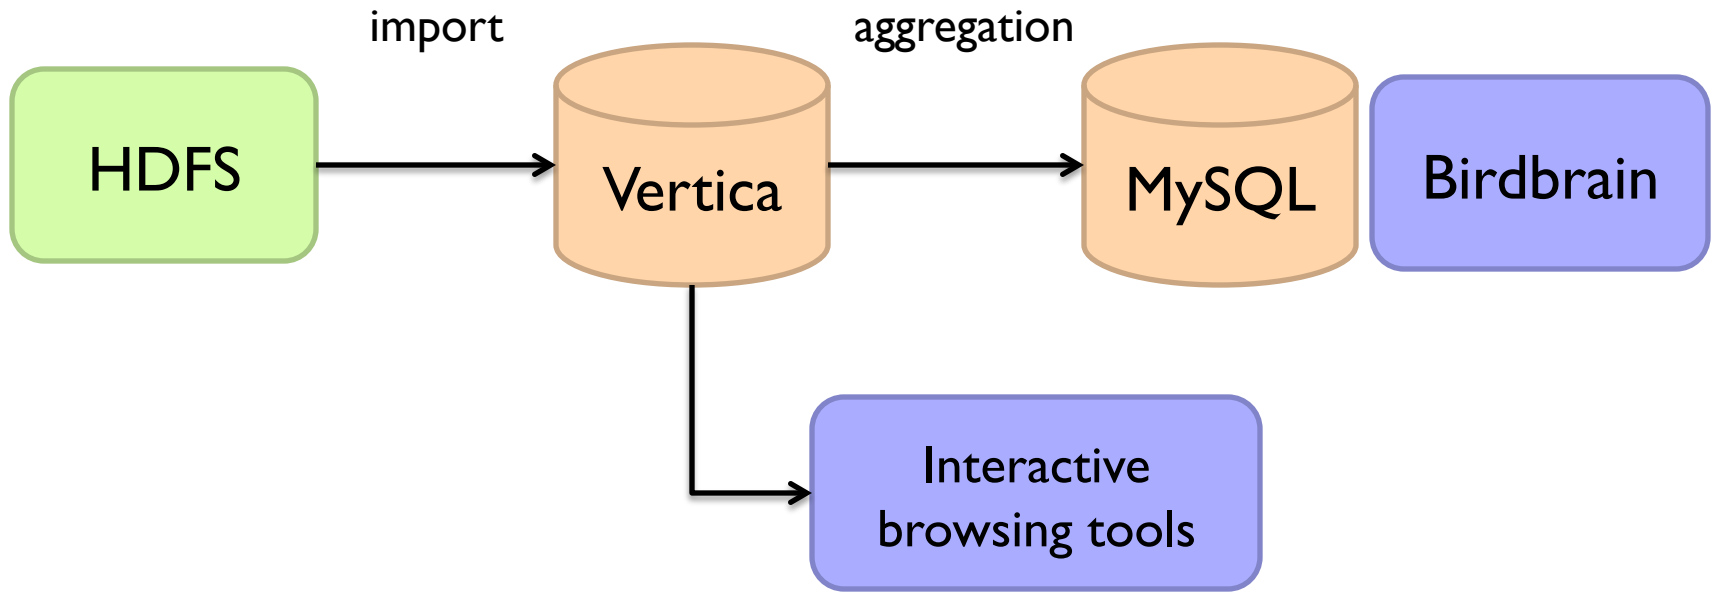 import
aggregation
HDFS
Vertica
MySQL
Birdbrain
Interactive
browsing tools